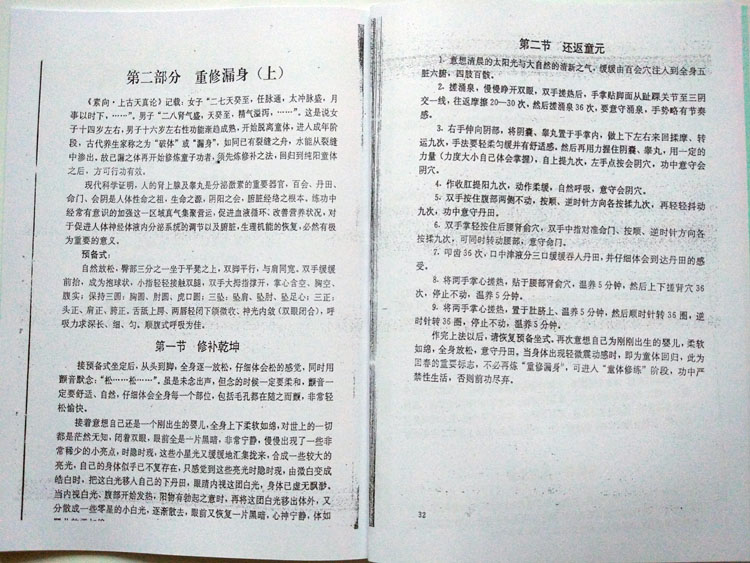 第二部分 重修漏身（上）
《素向·上古天真论》记载：女子“二七天葵至，任脉通，太冲脉盛，月
事以时下，……”，男子“二八肾气盛，天葵至，精气溢泻，……”。这是说女
子十四岁左右，男子十六岁左右性功能渐趋成熟，开始脱离童体，进入成年阶
段，古代养生家称之为“破体”或“漏身”，如同已有裂缝之舟，水能从裂缝
中渗出，故已漏之体再开始修炼童子功者，须先炼修补之法，回归到纯阳童体
之后，方可行功有效。
现代科学证明，人的肾上腺及睾丸是分泌激素的重要器官，百会、丹田、
命门、会阴是人体性命之祖，生命之源，阴阳之会，脏腑经络之根本。练功中
经常有意识的加强这一区域真气集聚营运，促进血液循环、改善营养状况，对
于促进人体神经体液内分泌系统的调节以及脏腑，生理机能的恢复，必然有极
为重要的意义。
预备式：
自然放松，臀部三分之一坐于平凳之上，双脚平行，与肩同宽。双手缓缓
前抬，成为抱球状，小指轻轻接触双腿，双手大拇指撑开，掌心含空、胸空、
腹实；保持三圆：胸圆、肘圆、虎口圆；三坠：坠肩、坠肘、坠足心；三正：
头正、肩正、跨正。舌舐上腭、两唇轻闭下颌微收、神光内敛（双眼闭合），呼
吸力求深长、细、匀，顺腹式呼吸为佳。
第一节 修补乾坤
按预备式坐定后，从头到脚，全身逐一放松，仔细体会松的感觉，同时用
颤音默念：“松……松…”。虽是未念出声，但念的时候一定要柔和，颤音一
定要舒适、自然，仔细体会全身每一个部位，包括毛孔都在随之而颤，非常轻
松愉快。
接着意想自己还是一个刚出生的婴儿，全身上下柔软如绵，对世上的一切
都是茫然无知，闭着双眼，眼前全是一片黑暗，非常宁静，慢慢出现了一些非
常稀少的小亮点，时隐时现，这些小星光又缓缓地汇集拢来，合成一些较大的
亮光，自己的身体似乎已不复存在，只感觉到这些亮光时隐时现，由微白变成
皓白时，把这白光移人自己的下丹田，眼清内视这团白光，身体已虚无飘渺。
当内视白光、腹部开始发热，阳物有勃起之意时，再将这团白光移出体外，又
分散成一些零星的小白光，逐渐散去，眼前又恢复一片黑暗，心神宁静，体如
第二节 还返童元
1. 意想清晨的太阳光与大自然的清新之气，缓缓由百会穴注人到全身五
脏六腑，四肢百骸。
2. 搓涌泉，慢慢睁开双眼，双手搓热后，手掌贴脚面从趾踝关节至三阴
交一线，往返摩擦20—30次，然后搓涌泉36次，要意守涌泉，手势略有节奏
感。
3. 右手伸向阴部，将阴囊、睾丸置于手掌内，做上下左右来回揉摩、转
运九次，手法要轻柔匀缓并有舒适感，然后再用力握住阴囊、睾丸，用一定的
力量（力度大小自己体会掌握），自上提九次，左手点按会阴穴，功中意守会
阴穴。
4. 作收肛提阳九次，动作柔缓，自然呼吸，意守会阴。
5. 双手按住腹部两侧不动，按顺、逆时针方向各按揉九次，再轻轻抖动
九次，功中意守丹田。
6. 双手掌轻按住后腰肾俞穴，双手中指对准命门、按顺、逆时针方向各
按揉九次，可同时转动腰部，意守命门。
7. 叩齿36次，口中津液分三口缓缓吞人丹田，并仔细体会到达丹田的感
受。
8. 将两手掌心搓热，贴于腰部肾俞穴，温养5分钟，然后上下搓肾穴36
次，停止不动，温养5分钟。
9. 将两手掌心搓热，置于肚脐上，温养5分钟，然后顺时针转36圈，逆
时针转36圈，停止不动，温养5分钟。
作完上法以后，请恢复预备坐式，再次意想自己为刚刚出生的婴儿，柔软
如绵，全身放松，意守丹田，当身体出现轻微震动感时，即为童体回归，此为
回春的重要标志，不必再炼“重修漏身”，可进人“童体修练”阶段，功中严
禁性生活，否则前功尽弃。
32